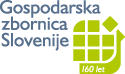 Gospodarska
zbornica
Slovenije
160 let